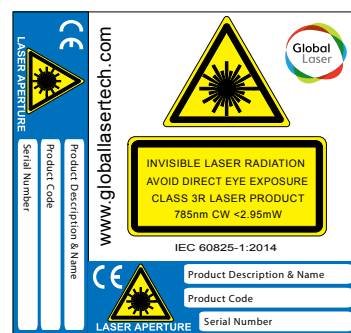 CE
LASER APERTURE
Product Description & Name
Product Code
Serial Number
www.globallasertech.com
Global
Laser
INVISIBLE LASER RADIATION
AVOID DIRECT EYE EXPOSURE
CLASS 3R LASER PRODUCT
785nm CW <2.95mW
IEC 60825-1:2014
CE
LASER APERTURE
Product Description & Name
Product Code
Serial Number